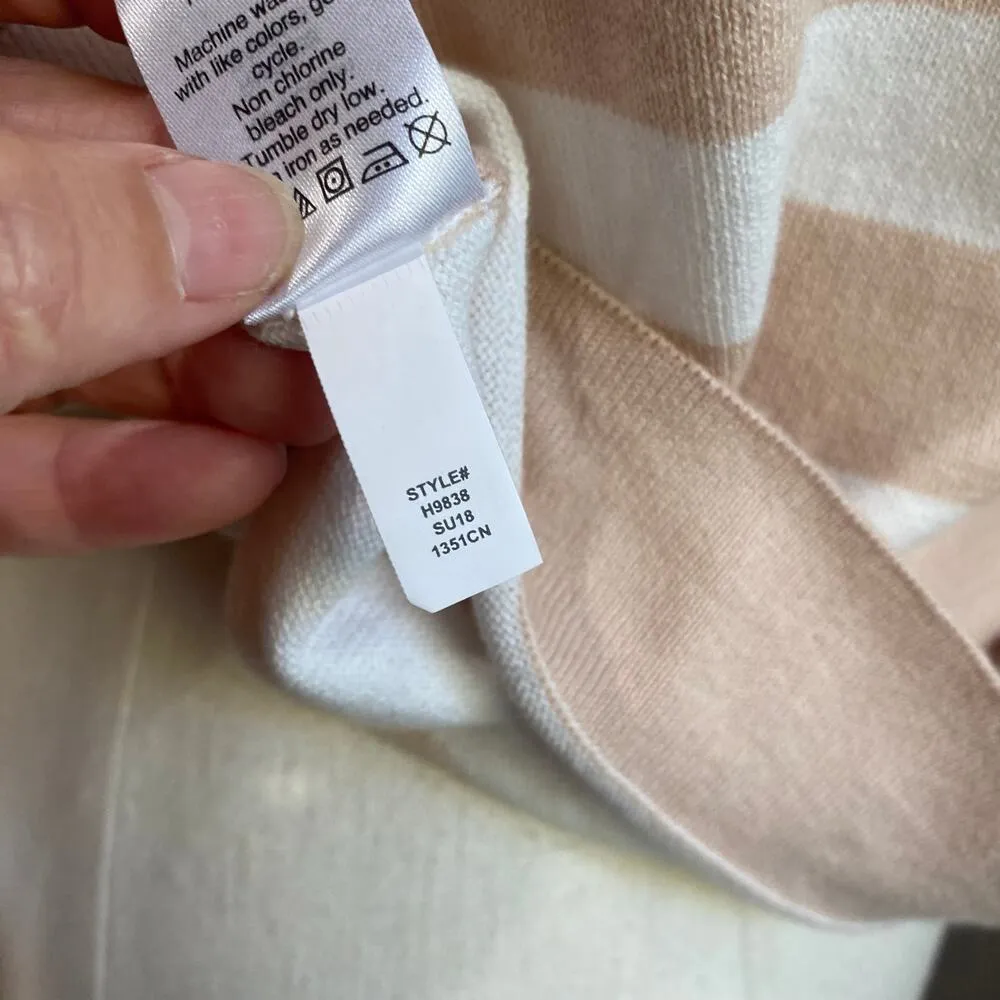 Machine was
with like colors, ge
cycle.
Non chlorine
bleach only.
Tumble dry low.
iron as needed.
STYLE#
H9838
SU18
1351CN